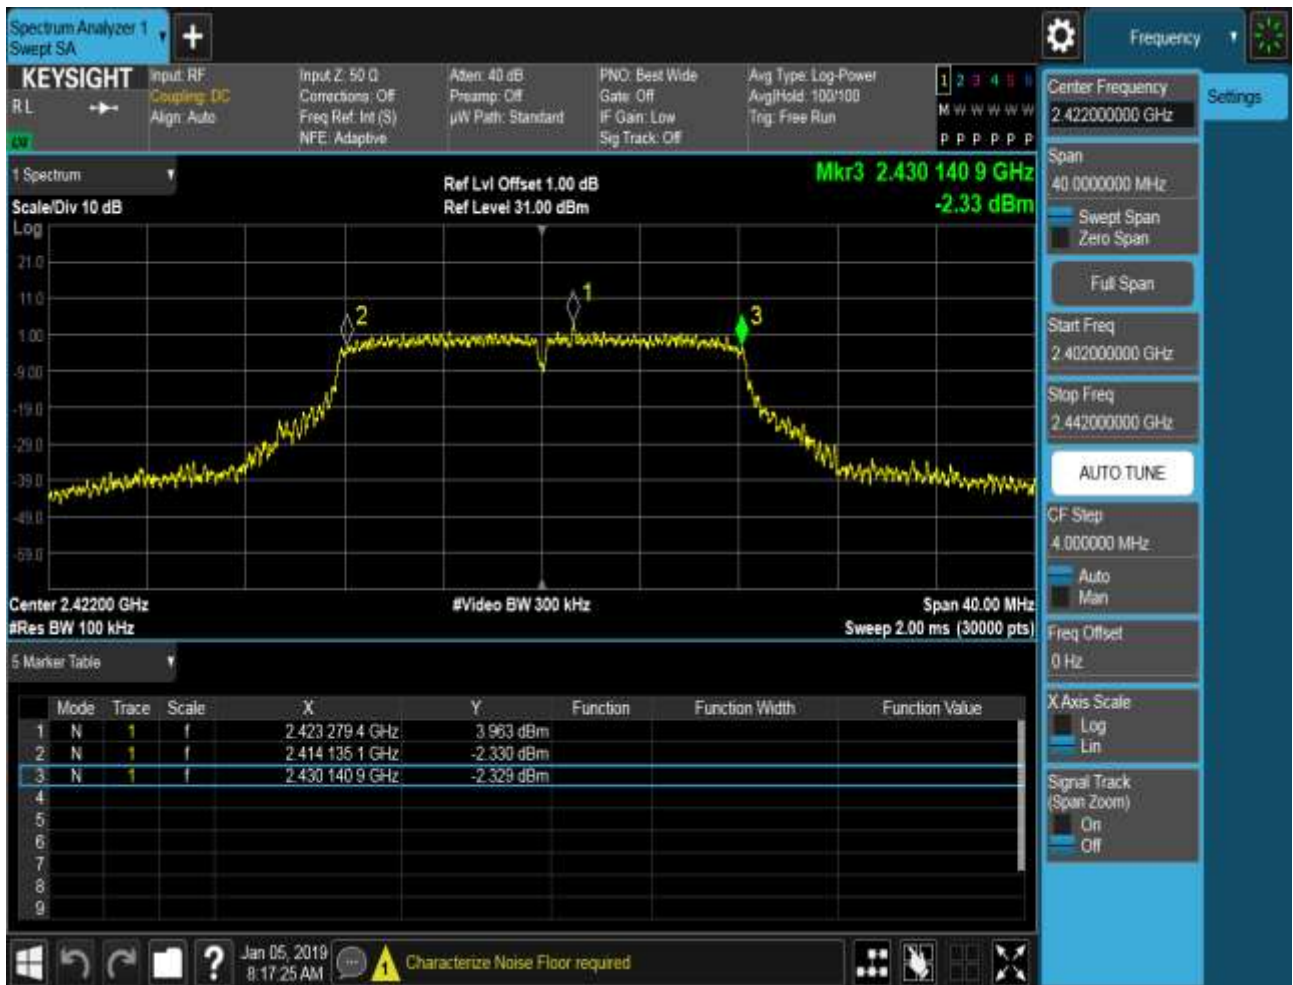 Spectrum Analyzer 1
Swept SA
+
Frequency
KEYSIGHT
R L
Input: RF
Coupling: DC
Align: Auto
Input Z: 50 Ω
Corrections: Off
Freq Ref: Int (S)
NFE: Adaptive
Atten: 40 dB
Preamp: Off
µW Path: Standard
PNO: Best Wide
Gate: Off
IF Gain: Low
Sig Track: Off
Avg Type: Log-Power
Avg|Hold: 100/100
Trig: Free Run
1 2 3 4 5 6
M W W W W W
P P P P P P
1 Spectrum
Scale/Div 10 dB
Log
Ref Lvl Offset 1.00 dB
Ref Level 31.00 dBm
Mkr3 2.430 140 9 GHz
-2.33 dBm
21.0
11.0
1.00
-9.00
-19.0
-29.0
-39.0
-49.0
-59.0
2
1
3
Center 2.42200 GHz
#Res BW 100 kHz
#Video BW 300 kHz
Span 40.00 MHz
Sweep 2.00 ms (30000 pts)
5 Marker Table
Mode Trace Scale X Y Function Function Width Function Value
1 N 1 f 2.423 279 4 GHz 3.963 dBm
2 N 1 f 2.414 135 1 GHz -2.330 dBm
3 N 1 f 2.430 140 9 GHz -2.329 dBm
4
5
6
7
8
9
Center Frequency
2.422000000 GHz
Settings
Span
40.0000000 MHz
Swept Span
Zero Span
Full Span
Start Freq
2.402000000 GHz
Stop Freq
2.442000000 GHz
AUTO TUNE
CF Step
4.000000 MHz
Auto
Man
Freq Offset
0 Hz
X Axis Scale
Log
Lin
Signal Track
(Span Zoom)
On
Off
?
Jan 05, 2019
8:17:25 AM
1
Characterize Noise Floor required